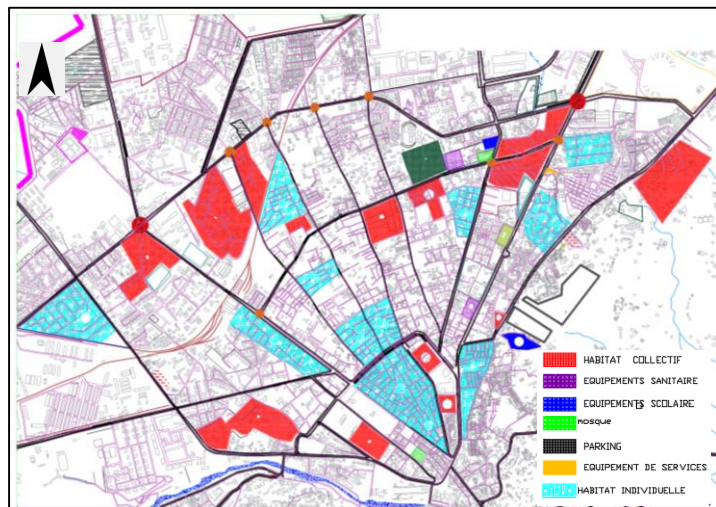 HABITAT COLLECTIF
EQUIPEMENTS SANITAIRE
EQUIPEMENTS SCOLAIRE
mosque
PARKING
EQUIPEMENT DE SERVICES
HABITAT INDIVIDUELLE